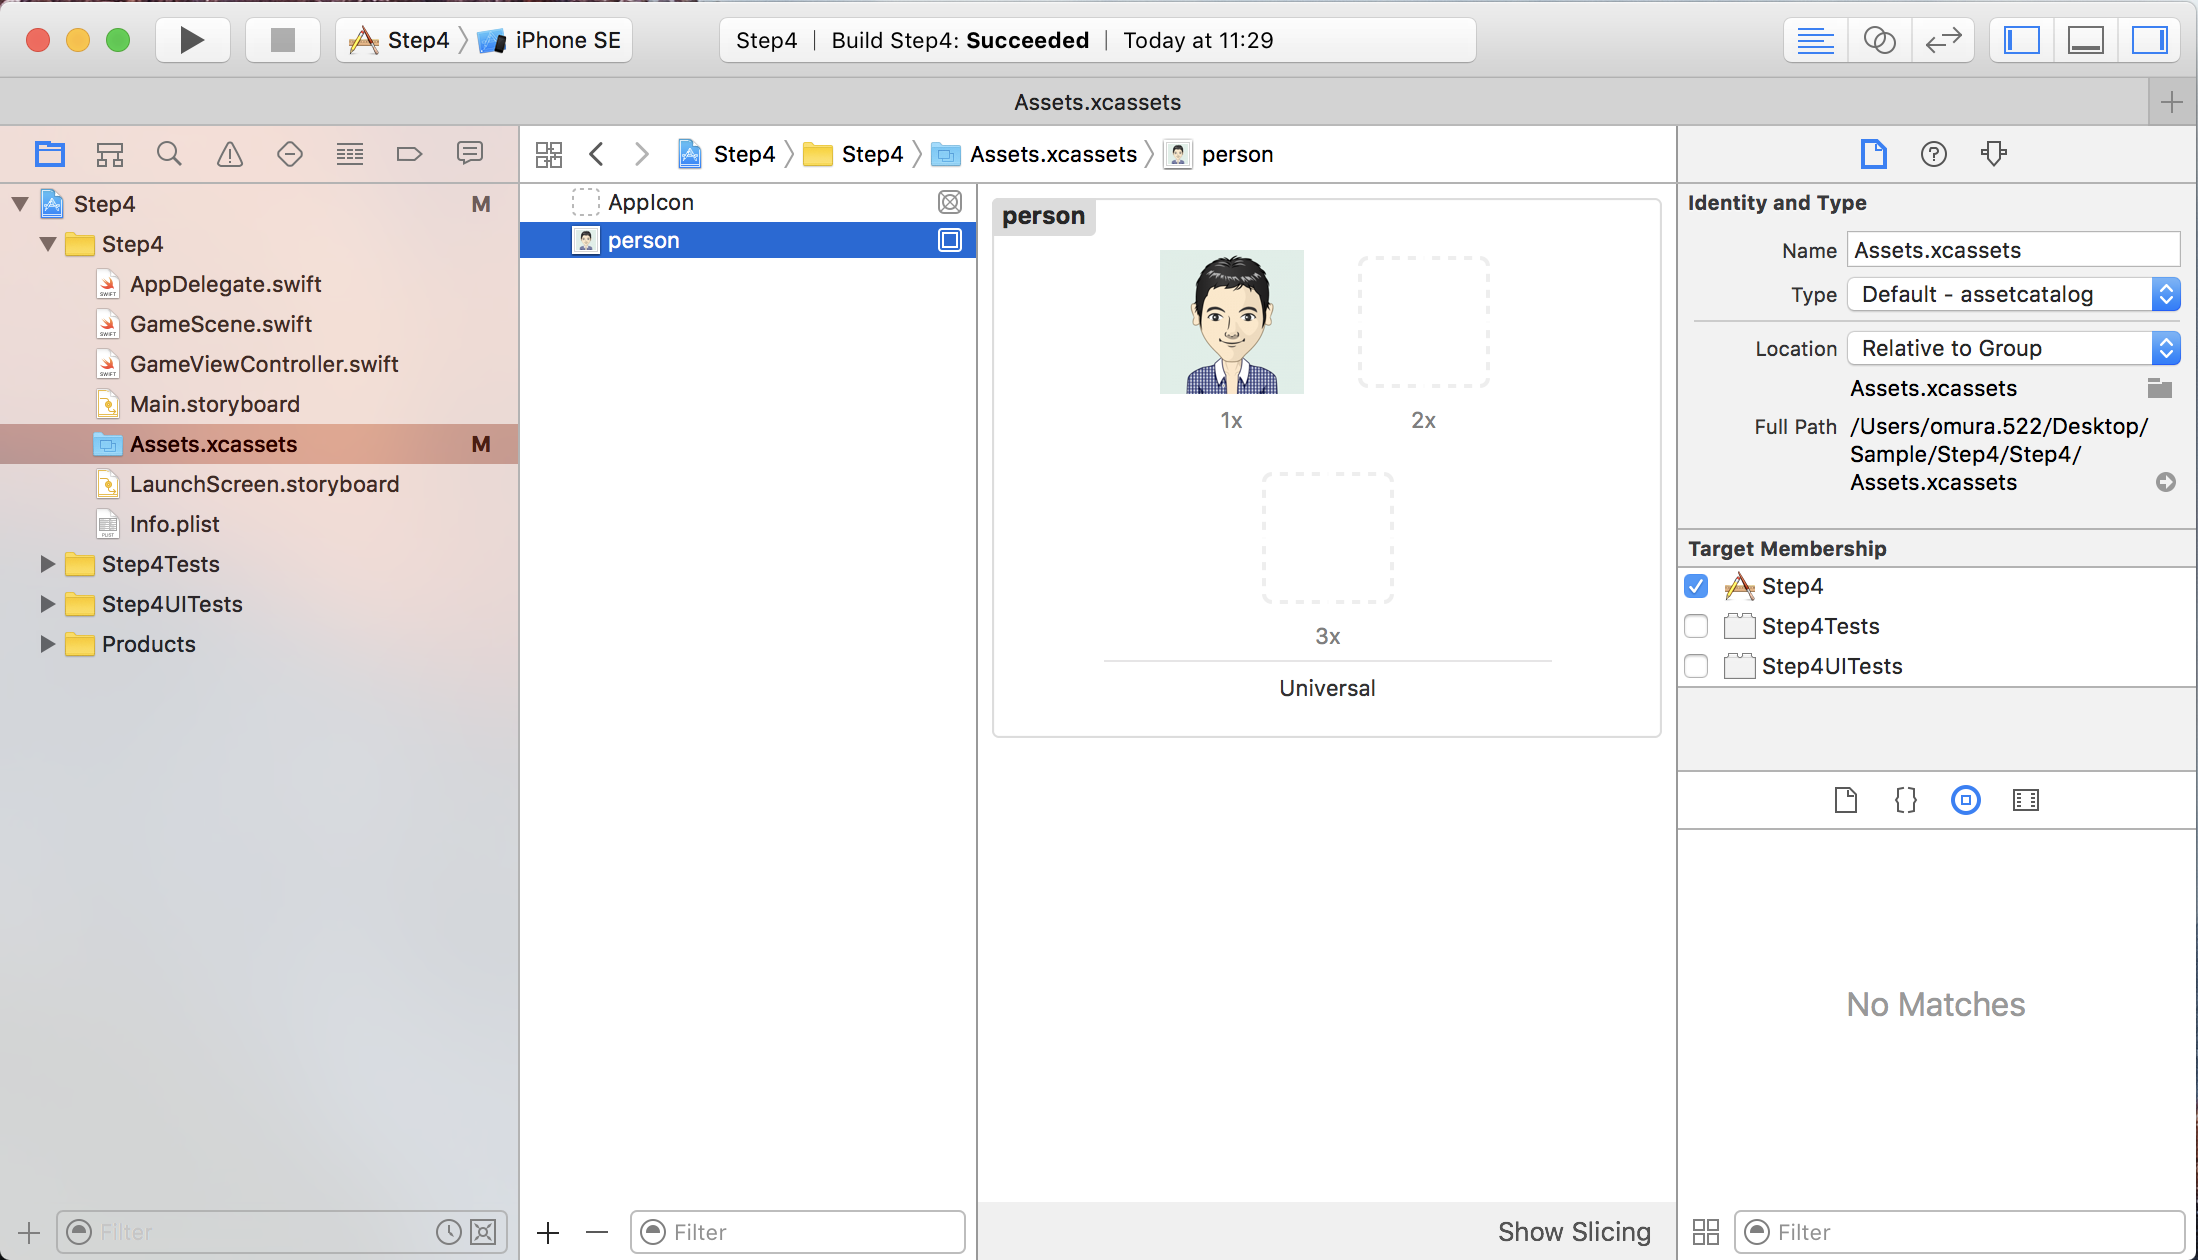 Step4 iPhone SE
Step4 | Build Step4: Succeeded | Today at 11:29
Assets.xcassets
Step4 M
Step4
AppDelegate.swift
GameScene.swift
GameViewController.swift
Main.storyboard
Assets.xcassets M
LaunchScreen.storyboard
Info.plist
Step4Tests
Step4UITests
Products
Filter
Step4 Step4 Assets.xcassets person
AppIcon
person
Filter
person
1x 2x
3x
Universal
Show Slicing
Identity and Type
Name Assets.xcassets
Type Default - assetcatalog
Location Relative to Group
Assets.xcassets
Full Path /Users/omura.522/Desktop/
Sample/Step4/Step4/
Assets.xcassets
Target Membership
Step4
Step4Tests
Step4UITests
{}
No Matches
Filter